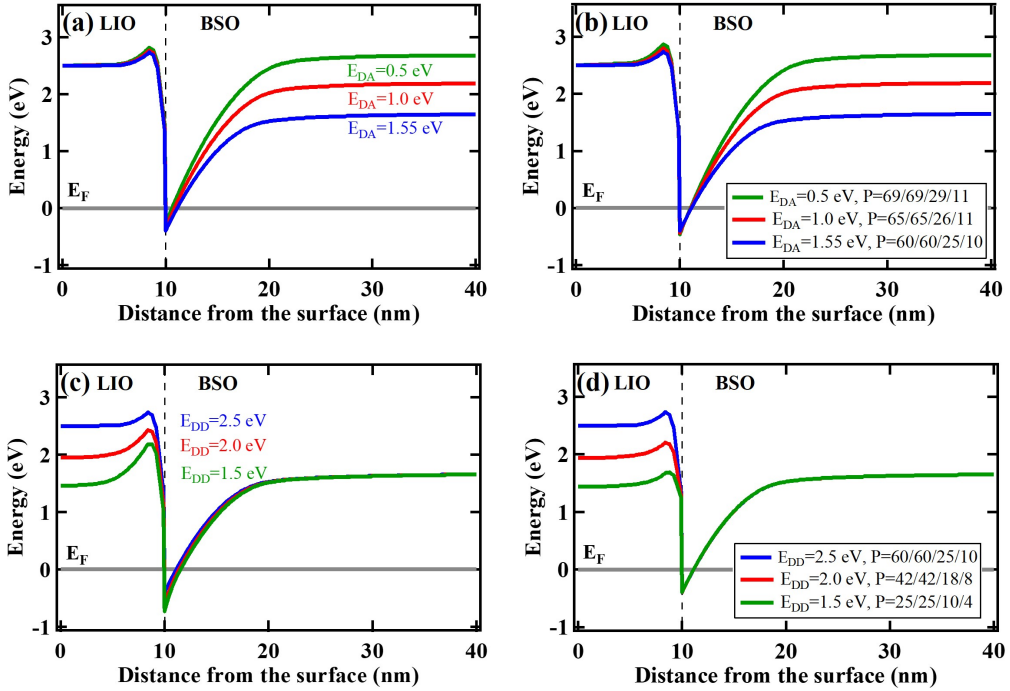 (a) LIO BSO
3
2
1
0
-1
Energy (eV)
E_DA=0.5 eV
E_DA=1.0 eV
E_DA=1.55 eV
E_F
0 10 20 30 40
Distance from the surface (nm)
(b) LIO BSO
3
2
1
0
-1
Energy (eV)
E_F
E_DA=0.5 eV, P=69/69/29/11
E_DA=1.0 eV, P=65/65/26/11
E_DA=1.55 eV, P=60/60/25/10
0 10 20 30 40
Distance from the surface (nm)
(c) LIO BSO
3
2
1
0
-1
Energy (eV)
E_DD=2.5 eV
E_DD=2.0 eV
E_DD=1.5 eV
E_F
0 10 20 30 40
Distance from the surface (nm)
(d) LIO BSO
3
2
1
0
-1
Energy (eV)
E_F
E_DD=2.5 eV, P=60/60/25/10
E_DD=2.0 eV, P=42/42/18/8
E_DD=1.5 eV, P=25/25/10/4
0 10 20 30 40
Distance from the surface (nm)